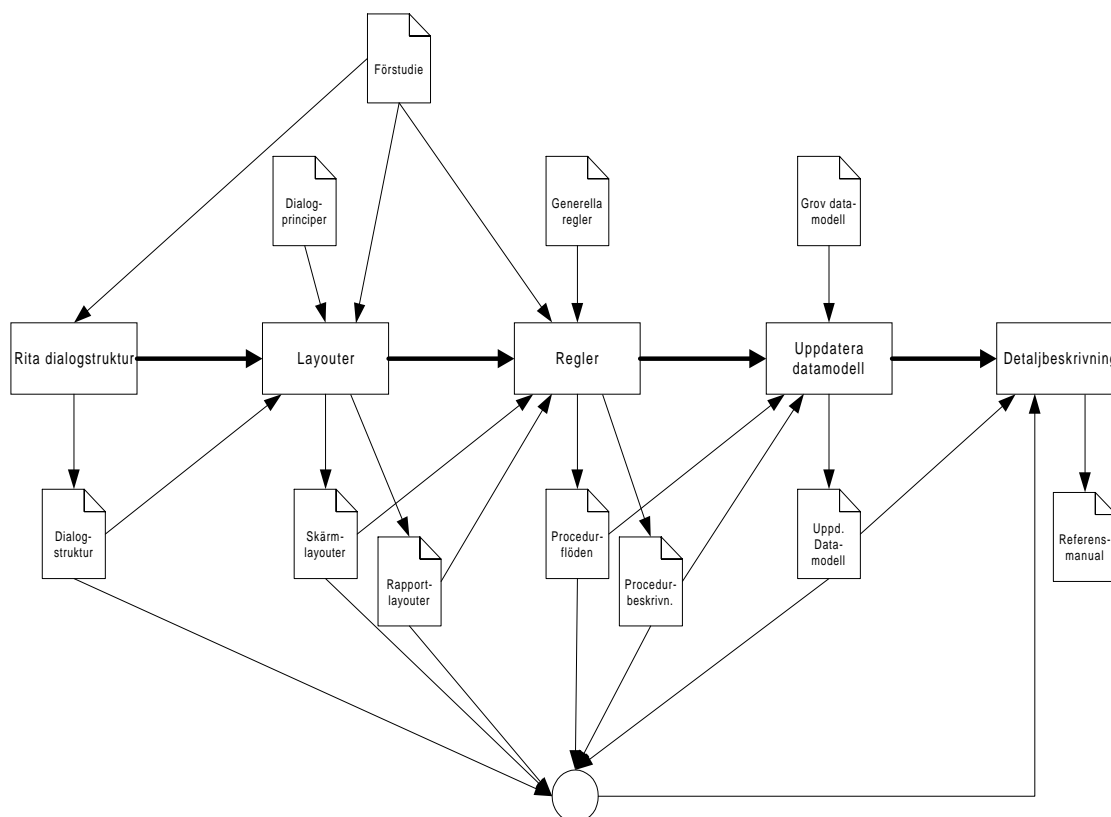 Förstudie
Dialog-
principer
Generella
regler
Grov data-
modell
Rita dialogstruktur
Layouter
Regler
Uppdatera
datamodell
Detaljbeskrivning
Dialog-
struktur
Skärm-
layouter
Rapport-
layouter
Procedur-
flöden
Procedur-
beskrivn.
Uppd.
Data-
modell
Referens-
manual